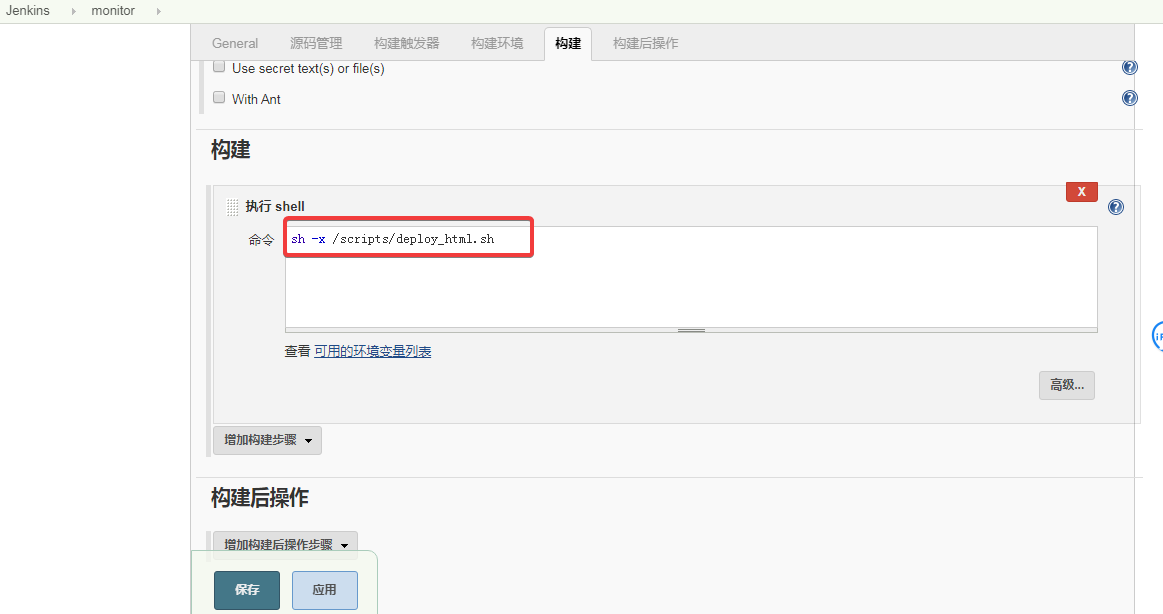 Jenkins monitor
General 源码管理 构建触发器 构建环境 构建 构建后操作
Use secret text(s) or file(s)
With Ant
构建
X
执行 shell
命令 sh -x /scripts/deploy_html.sh
查看 可用的环境变量列表
高级...
增加构建步骤
构建后操作
增加构建后操作步骤
保存 应用